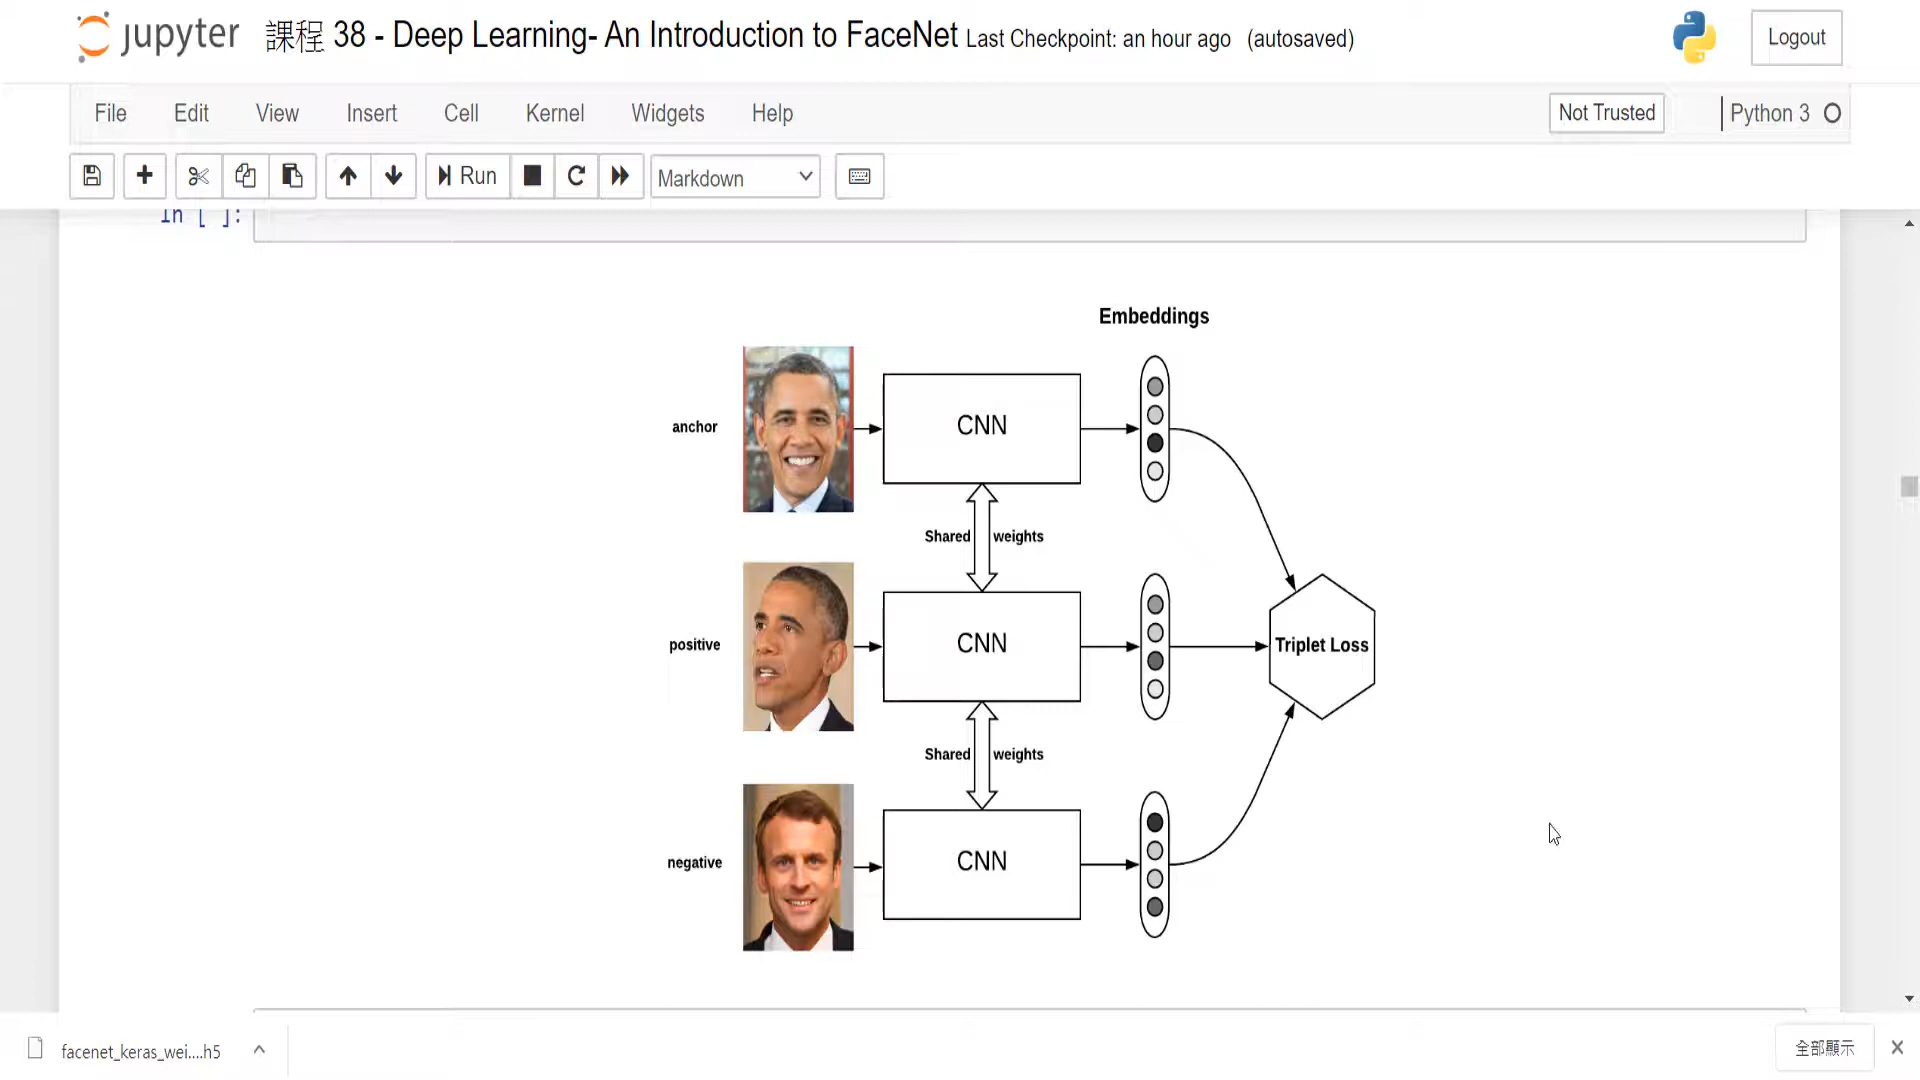 jupyter 課程 38 - Deep Learning- An Introduction to FaceNet Last Checkpoint: an hour ago (autosaved)
Logout
File Edit View Insert Cell Kernel Widgets Help
Not Trusted
Python 3
Run
Markdown
In [ ]:
Embeddings
anchor
CNN
Shared weights
positive
CNN
Triplet Loss
Shared weights
negative
CNN
facenet_keras_wei....h5
全部顯示